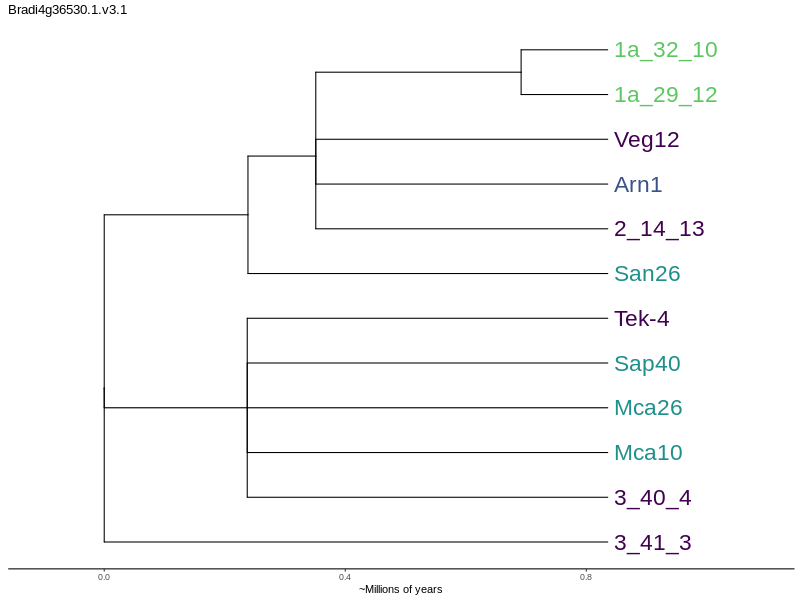 Bradi4g36530.1.v3.1
1a_32_10
1a_29_12
Veg12
Arn1
2_14_13
San26
Tek-4
Sap40
Mca26
Mca10
3_40_4
3_41_3
0.0 0.4 0.8
~Millions of years